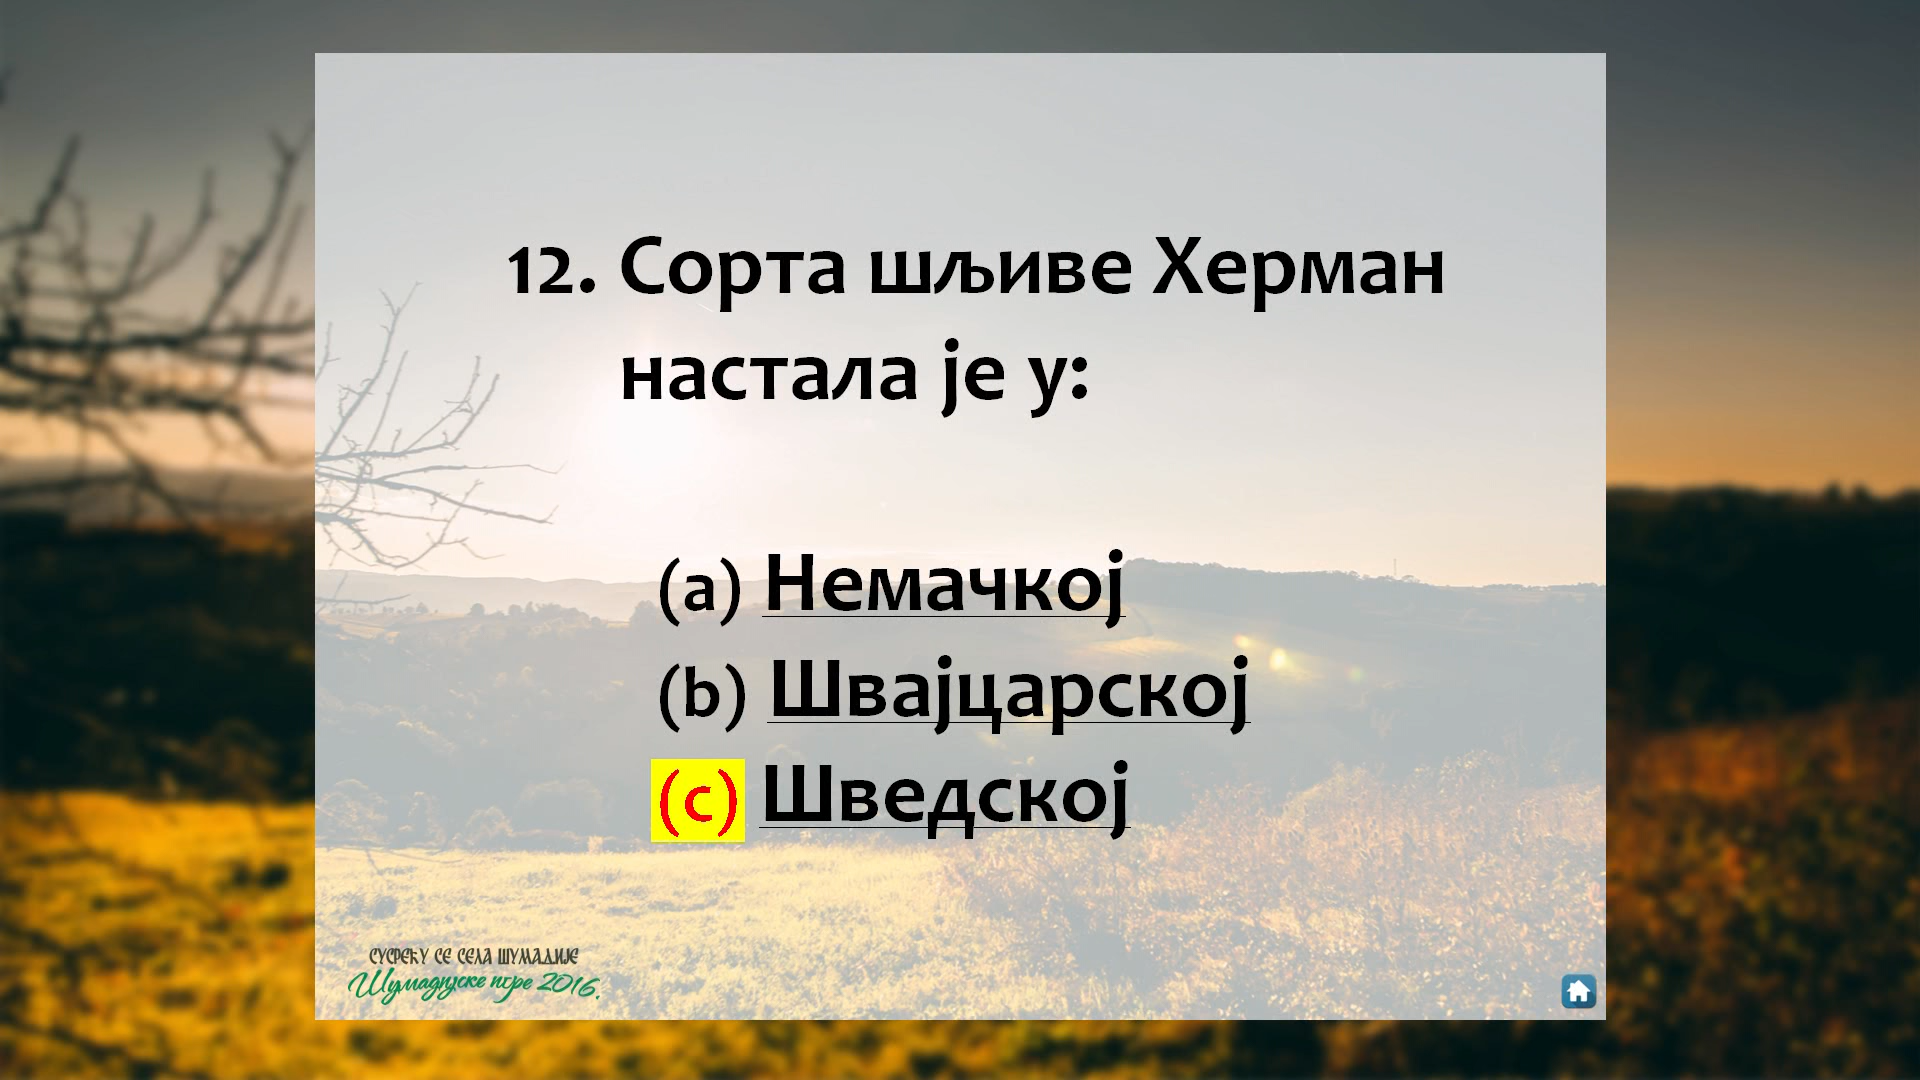 12. Сорта шљиве Херман
настала је у:
(a) Немачкој
(b) Швајцарској
(c) Шведској
СУСРЕЋУ СЕ СЕЛА ШУМАДИЈЕ
Шумадијске игре 2016.